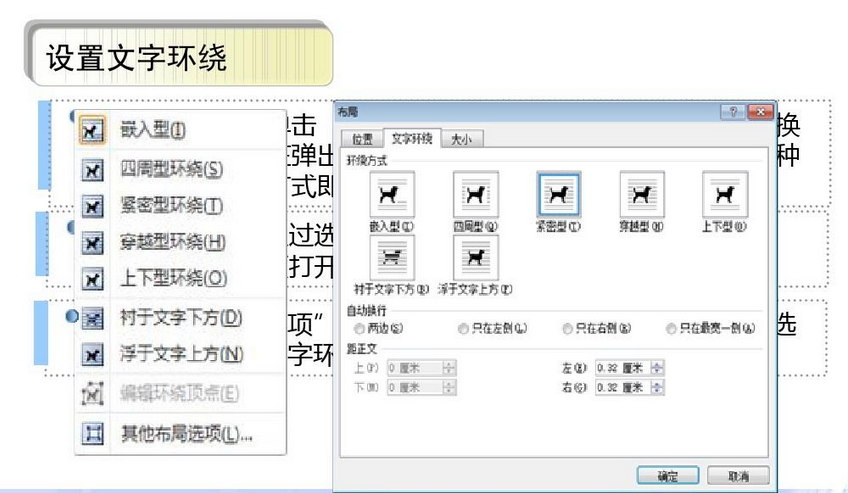 设置文字环绕
单击
换
在弹出
种
方式即
过选
打开
项”
选
字环
嵌入型(I)
四周型环绕(S)
紧密型环绕(T)
穿越型环绕(H)
上下型环绕(O)
衬于文字下方(D)
浮于文字上方(N)
编辑环绕顶点(E)
其他布局选项(L)...
布局
位置 文字环绕 大小
环绕方式
嵌入型(I) 四周型(Q) 紧密型(T) 穿越型(H) 上下型(O)
衬于文字下方(B) 浮于文字上方(F)
自动换行
两边(S) 只在左侧(L) 只在右侧(R) 只在最宽一侧(A)
距正文
上(P) 0 厘米 左(E) 0.32 厘米
下(M) 0 厘米 右(G) 0.32 厘米
确定 取消